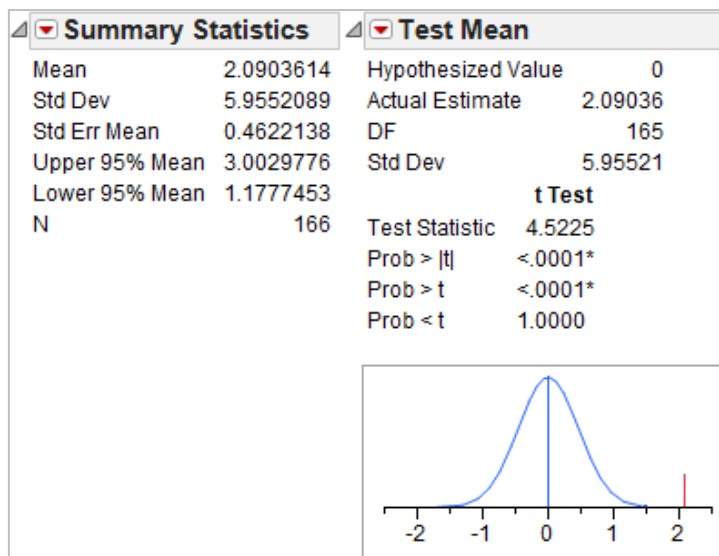 Summary Statistics
Mean 2.0903614
Std Dev 5.9552089
Std Err Mean 0.4622138
Upper 95% Mean 3.0029776
Lower 95% Mean 1.1777453
N 166
Test Mean
Hypothesized Value 0
Actual Estimate 2.09036
DF 165
Std Dev 5.95521
t Test
Test Statistic 4.5225
Prob > |t| <.0001*
Prob > t <.0001*
Prob < t 1.0000
-2 -1 0 1 2